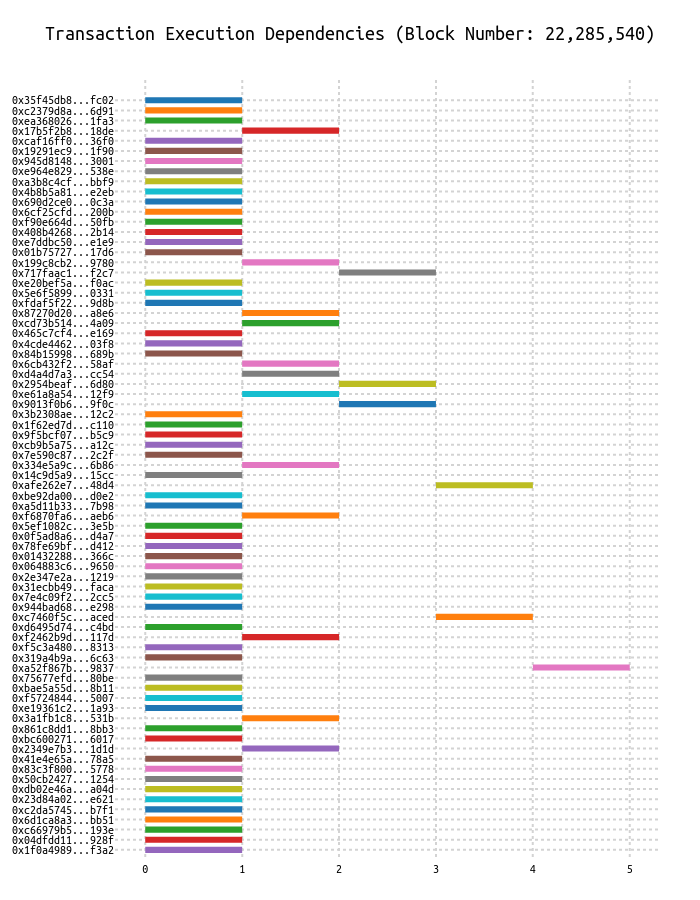 Transaction Execution Dependencies (Block Number: 22,285,540)
0x35f45db8...fc02
0xc2379d8a...6d91
0xea368026...1fa3
0x17b5f2b8...18de
0xcaf16ff0...36f0
0x19291ec9...1f90
0x945d8148...3001
0xe964e829...538e
0xa3b8c4cf...bbf9
0x4b8b5a81...e2eb
0x690d2ce0...0c3a
0x6cf25cfd...200b
0xf90e664d...50fb
0x408b4268...2b14
0xe7ddbc50...e1e9
0x01b75727...17d6
0x199c8cb2...9780
0x717faac1...f2c7
0xe20bef5a...f0ac
0x5e6f5899...0331
0xfdaf5f22...9d8b
0x87270d20...a8e6
0xcd73b514...4a09
0x465c7cf4...e169
0x4cde4462...03f8
0x84b15998...689b
0x6cb432f2...58af
0xd4a4d7a3...cc54
0x2954beaf...6d80
0xe61a8a54...12f9
0x9013f0b6...9f0c
0x3b2308ae...12c2
0x1f62ed7d...c110
0x9f5bcf07...b5c9
0xcb9b5a75...a12c
0x7e590c87...2c2f
0x334e5a9c...6b86
0x14c9d5a9...15cc
0xafe262e7...48d4
0xbe92da00...d0e2
0xa5d11b33...7b98
0xf6870fa6...aeb6
0x5ef1082c...3e5b
0x0f5ad8a6...d4a7
0x78fe69bf...d412
0x01432288...366c
0x064883c6...9650
0x2e347e2a...1219
0x31ecbb49...faca
0x7e4c09f2...2cc5
0x944bad68...e298
0xc7460f5c...aced
0xd6495d74...c4bd
0xf2462b9d...117d
0xf5c3a480...8313
0x319a4b9a...6c63
0xa52f867b...9837
0x75677efd...80be
0xbae5a55d...8b11
0xf5724844...5007
0xe19361c2...1a93
0x3a1fb1c8...531b
0x861c8dd1...8bb3
0xbc600271...6017
0x2349e7b3...1d1d
0x41e4e65a...78a5
0x83c3f800...5778
0x50cb2427...1254
0xdb02e46a...a04d
0x23d84a02...e621
0xc2da5745...b7f1
0x6d1ca8a3...bb51
0xc66979b5...193e
0x04dfdd11...928f
0x1f0a4989...f3a2
0 1 2 3 4 5